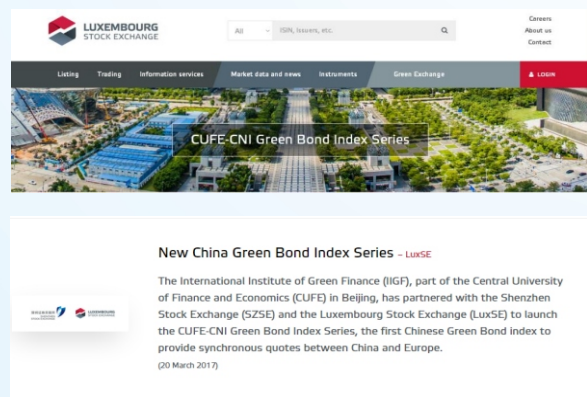 LUXEMBOURG
STOCK EXCHANGE
All
ISIN, Issuers, etc.
Careers
About us
Contact
Listing Trading Information services Market data and news Instruments Green Exchange LOGIN
CUFE-CNI Green Bond Index Series
New China Green Bond Index Series – LuxSE
The International Institute of Green Finance (IIGF), part of the Central University
of Finance and Economics (CUFE) in Beijing, has partnered with the Shenzhen
Stock Exchange (SZSE) and the Luxembourg Stock Exchange (LuxSE) to launch
the CUFE-CNI Green Bond Index Series, the first Chinese Green Bond index to
provide synchronous quotes between China and Europe.
(20 March 2017)